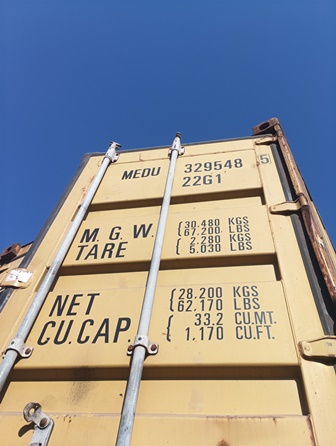 MEDU 329548 5
22G1
M.G.W. 30.480 KGS
67.200 LBS
TARE 2.280 KGS
5.030 LBS
NET 28.200 KGS
62.170 LBS
CU.CAP. 33.2 CU.MT.
1.170 CU.FT.